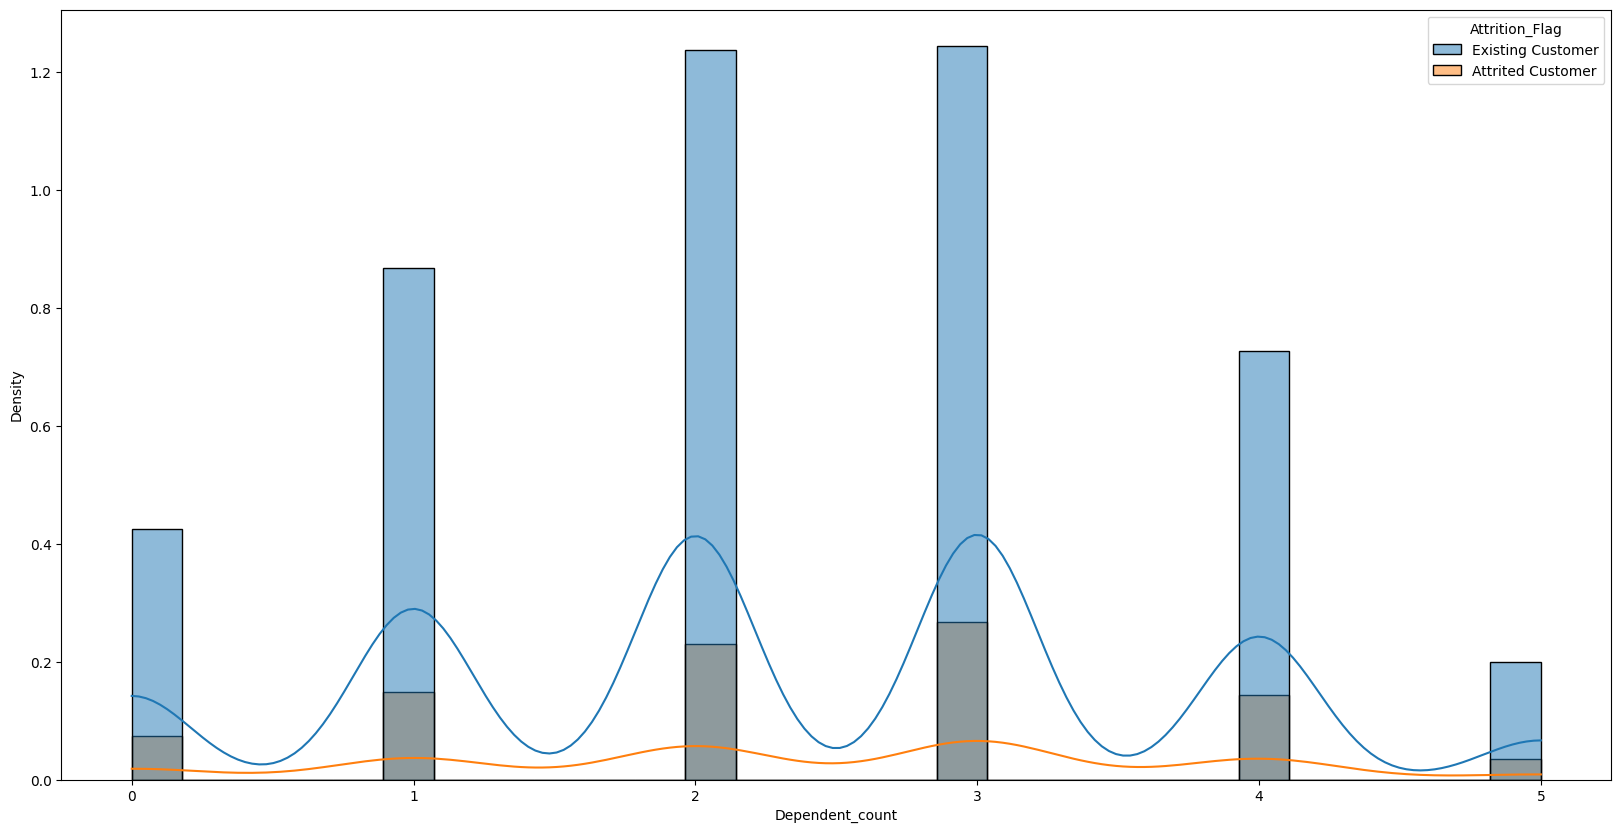 Attrition_Flag
Existing Customer
Attrited Customer
1.2
1.0
0.8
0.6
0.4
0.2
0.0
Density
0 1 2 3 4 5
Dependent_count